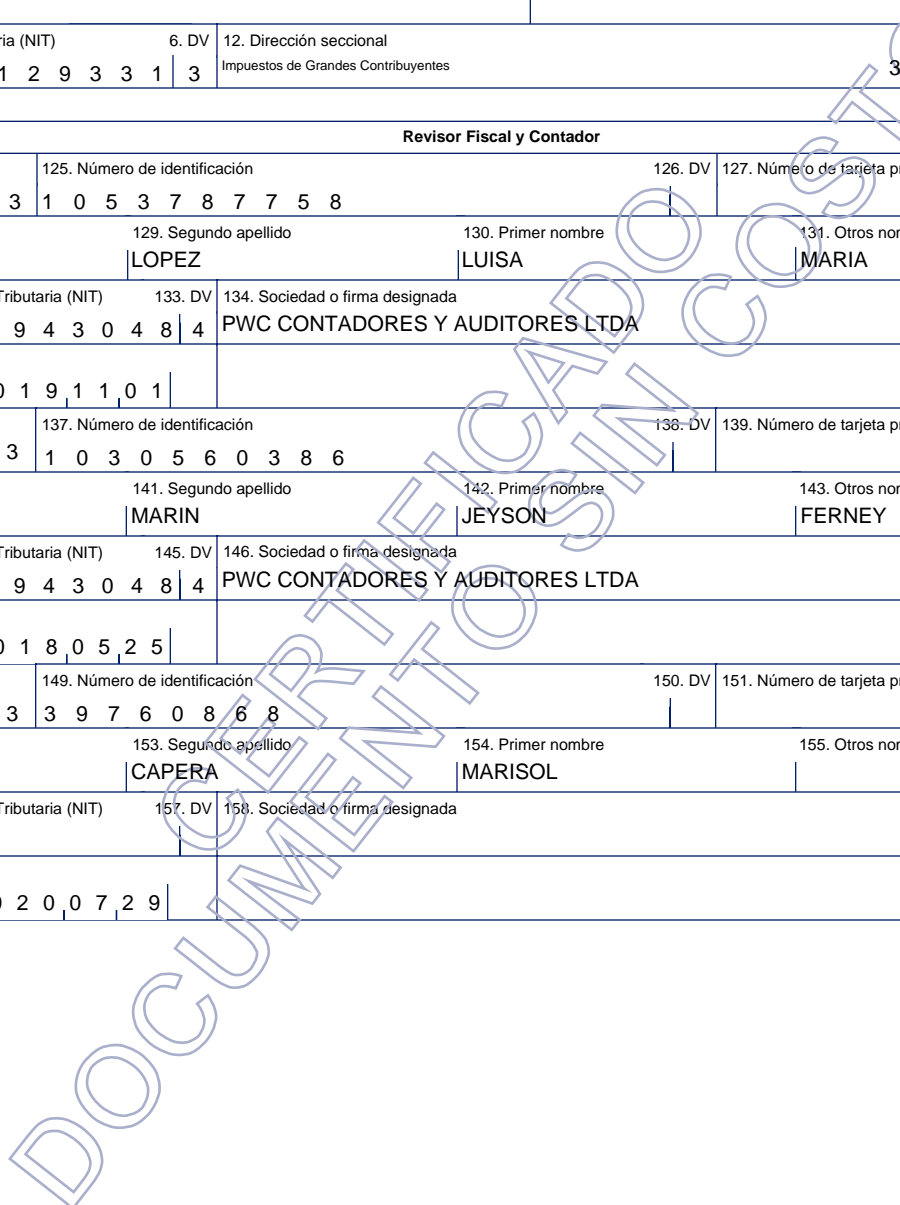 ria (NIT) 6. DV 12. Dirección seccional
1 2 9 3 3 1 3 Impuestos de Grandes Contribuyentes 3
Revisor Fiscal y Contador
125. Número de identificación 126. DV 127. Número de tarjeta pr
3 1 0 5 3 7 8 7 7 5 8
129. Segundo apellido 130. Primer nombre 131. Otros nom
LOPEZ LUISA MARIA
Tributaria (NIT) 133. DV 134. Sociedad o firma designada
9 4 3 0 4 8 4 PWC CONTADORES Y AUDITORES LTDA
0 1 9 1 1 0 1
137. Número de identificación 138. DV 139. Número de tarjeta pr
3 1 0 3 0 5 6 0 3 8 6
141. Segundo apellido 142. Primer nombre 143. Otros nom
MARIN JEYSON FERNEY
Tributaria (NIT) 145. DV 146. Sociedad o firma designada
9 4 3 0 4 8 4 PWC CONTADORES Y AUDITORES LTDA
0 1 8 0 5 2 5
149. Número de identificación 150. DV 151. Número de tarjeta pr
3 3 9 7 6 0 8 6 8
153. Segundo apellido 154. Primer nombre 155. Otros nom
CAPERA MARISOL
Tributaria (NIT) 157. DV 158. Sociedad o firma designada
0 2 0 0 7 2 9
CERTIFICADO
DOCUMENTO SIN COSTO